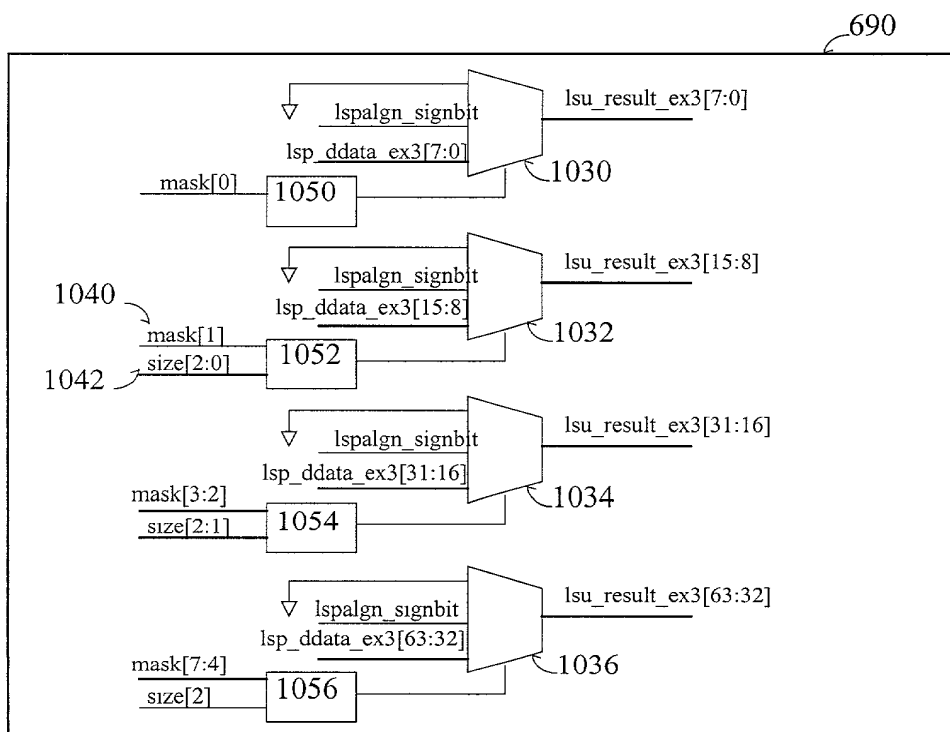 690
lsu_result_ex3[7:0]
lspalgn_signbit
lsp_ddata_ex3[7:0]
1030
mask[0]
1050
lsu_result_ex3[15:8]
lspalgn_signbit
1040
lsp_ddata_ex3[15:8]
1032
mask[1]
1052
size[2:0]
1042
lsu_result_ex3[31:16]
lspalgn_signbit
lsp_ddata_ex3[31:16]
1034
mask[3:2]
1054
size[2:1]
lsu_result_ex3[63:32]
lspalgn_signbit
lsp_ddata_ex3[63:32]
1036
mask[7:4]
1056
size[2]